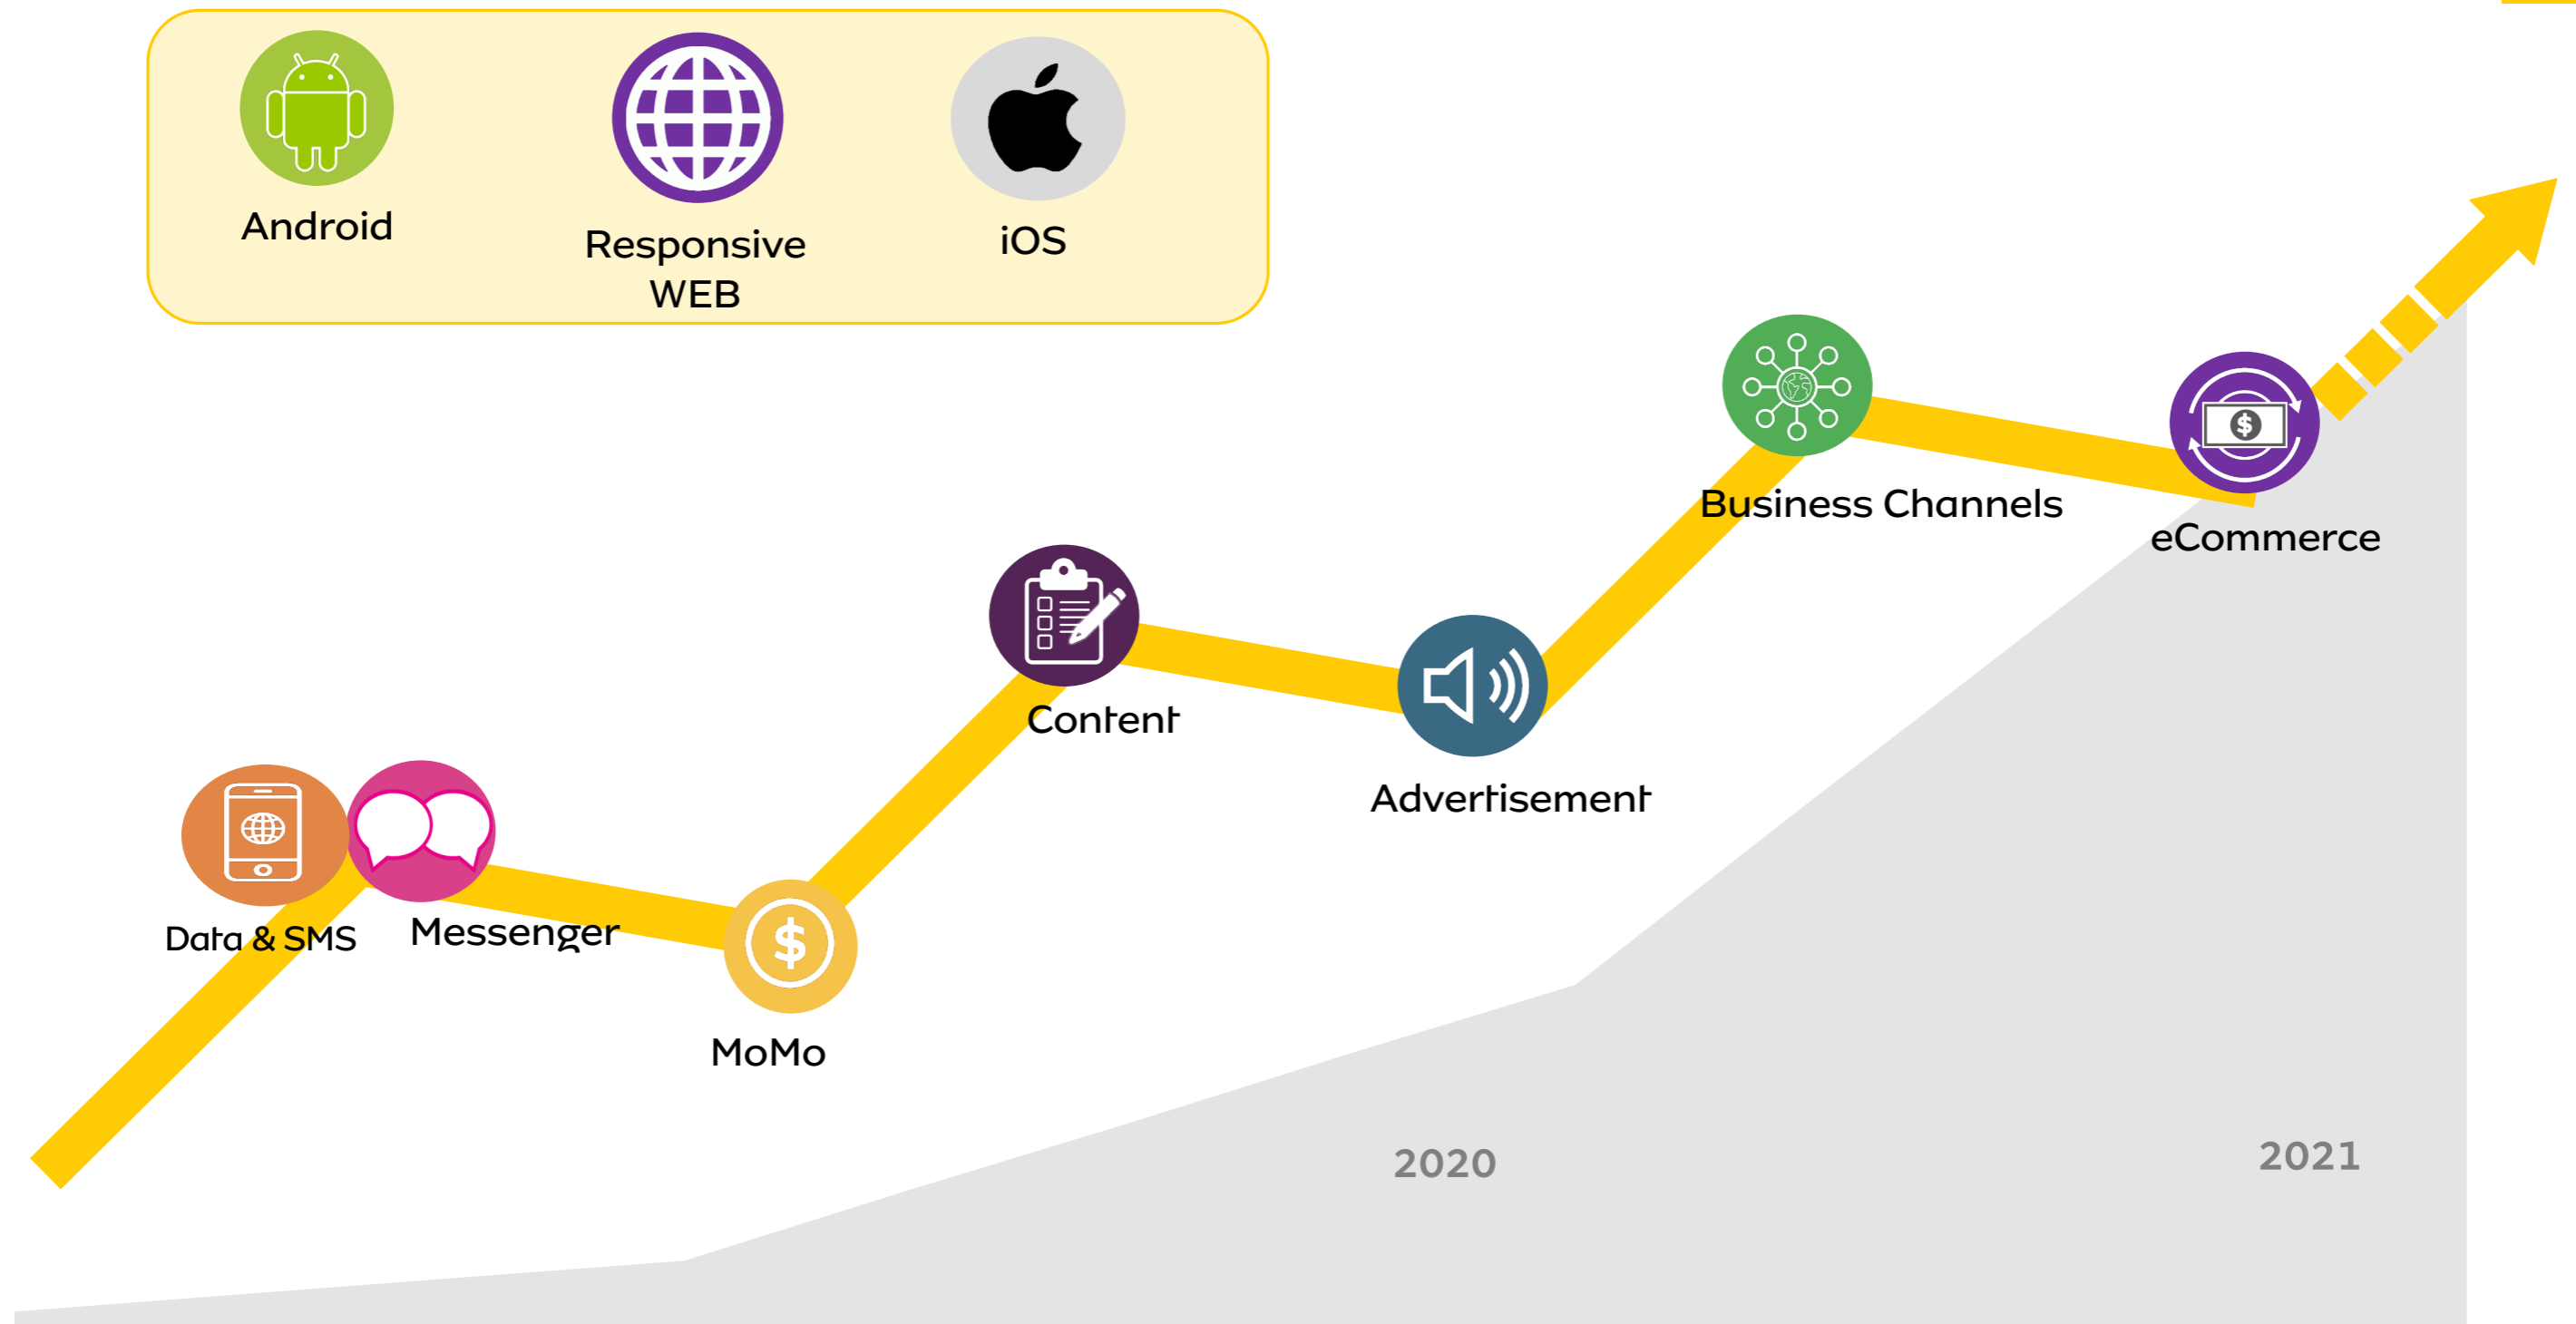 Android
Responsive
WEB
iOS
Business Channels
eCommerce
Content
Advertisement
Data & SMS
Messenger
MoMo
2020
2021